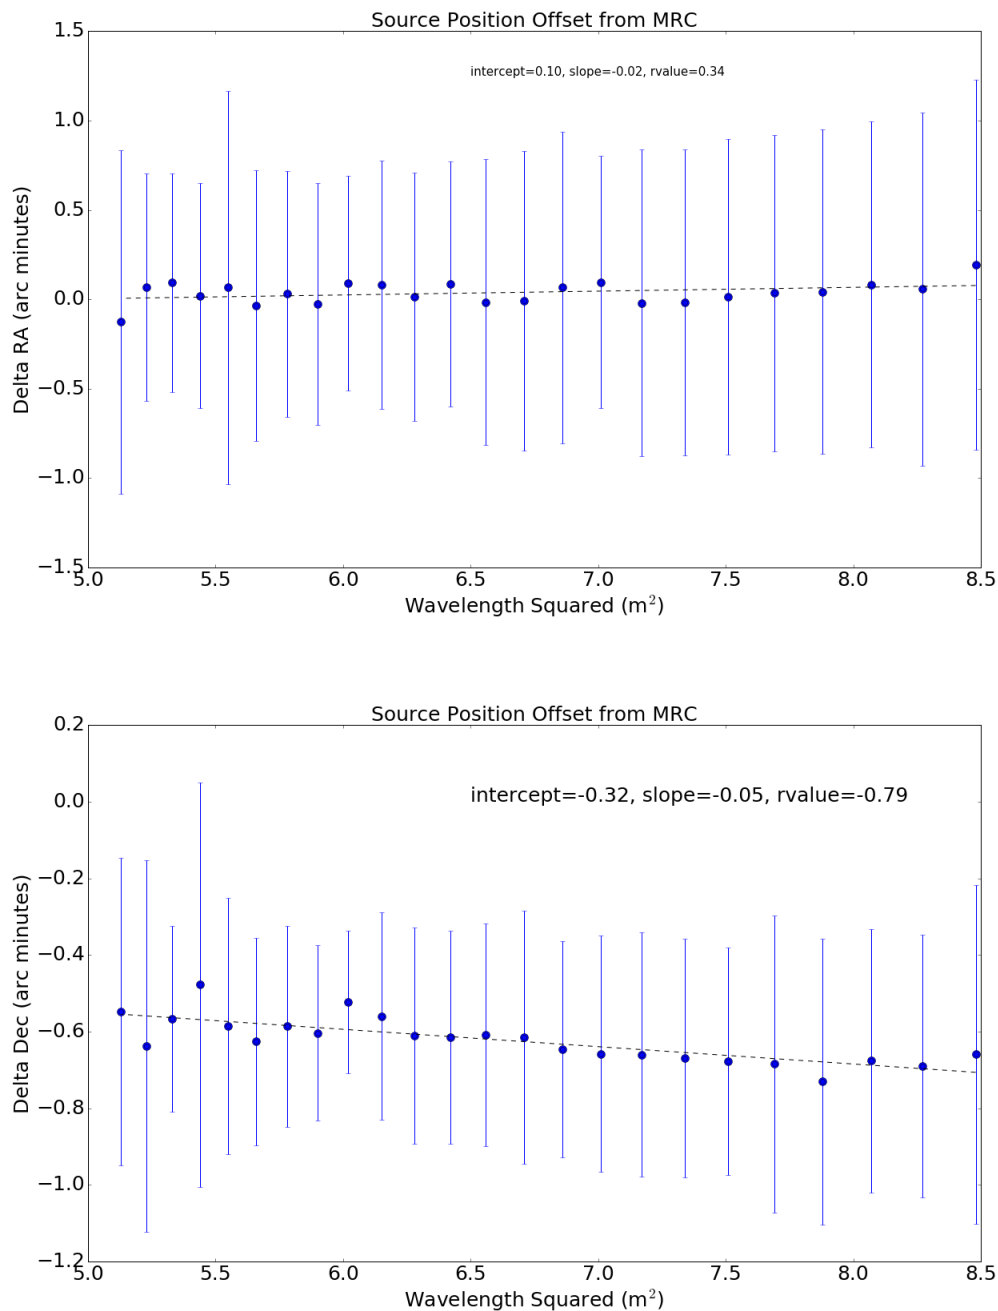 Source Position Offset from MRC
intercept=0.10, slope=-0.02, rvalue=0.34
1.5
1.0
0.5
0.0
−0.5
−1.0
−1.5
Delta RA (arc minutes)
5.0 5.5 6.0 6.5 7.0 7.5 8.0 8.5
Wavelength Squared (m²)
Source Position Offset from MRC
intercept=-0.32, slope=-0.05, rvalue=-0.79
0.2
0.0
−0.2
−0.4
−0.6
−0.8
−1.0
−1.2
Delta Dec (arc minutes)
5.0 5.5 6.0 6.5 7.0 7.5 8.0 8.5
Wavelength Squared (m²)